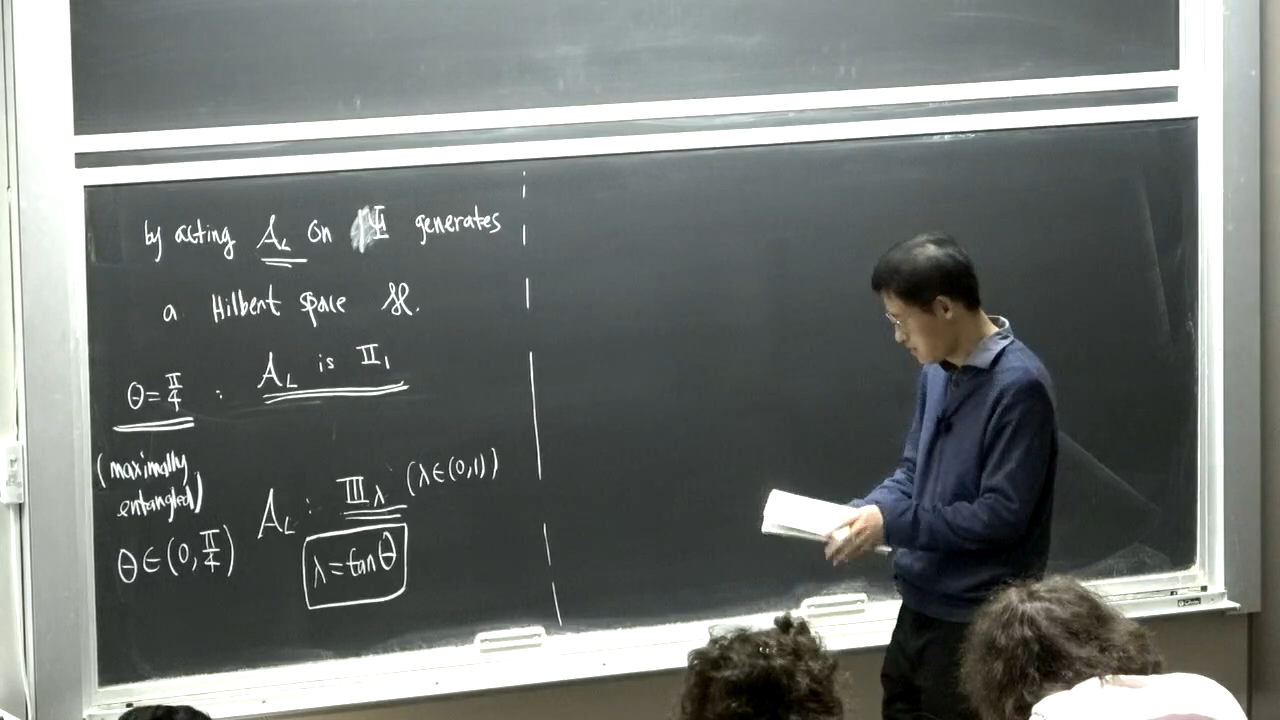 by acting A_L on |Ψ generates
a Hilbert space ℋ.
θ = π/4 : A_L is II_1
(maximally
entangled)
A_L : III_λ (λ∈(0,1))
θ∈(0, π/4)
λ = tan θ